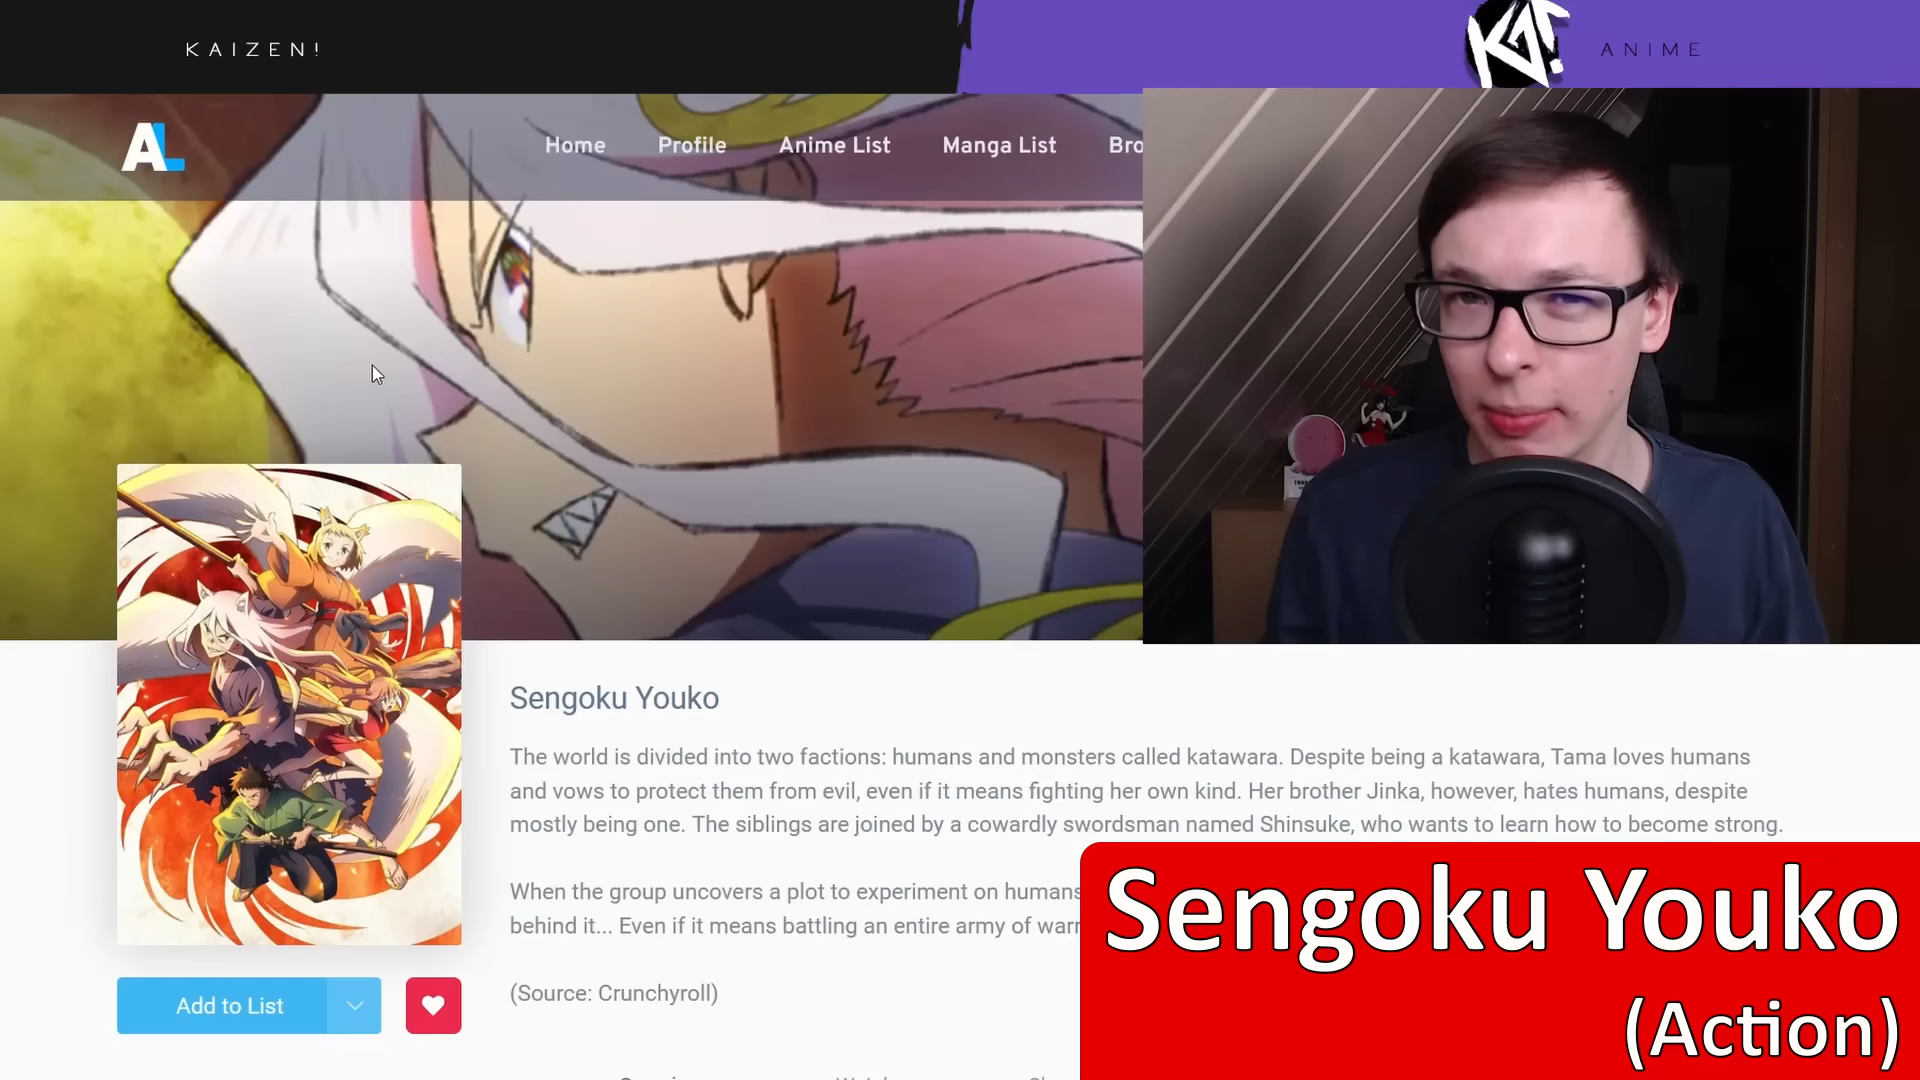 KAIZEN!
KA!
ANIME
AL
Home Profile Anime List Manga List Bro
Sengoku Youko
The world is divided into two factions: humans and monsters called katawara. Despite being a katawara, Tama loves humans
and vows to protect them from evil, even if it means fighting her own kind. Her brother Jinka, however, hates humans, despite
mostly being one. The siblings are joined by a cowardly swordsman named Shinsuke, who wants to learn how to become strong.
When the group uncovers a plot to experiment on humans
behind it... Even if it means battling an entire army of warr
(Source: Crunchyroll)
Add to List
Sengoku Youko
(Action)